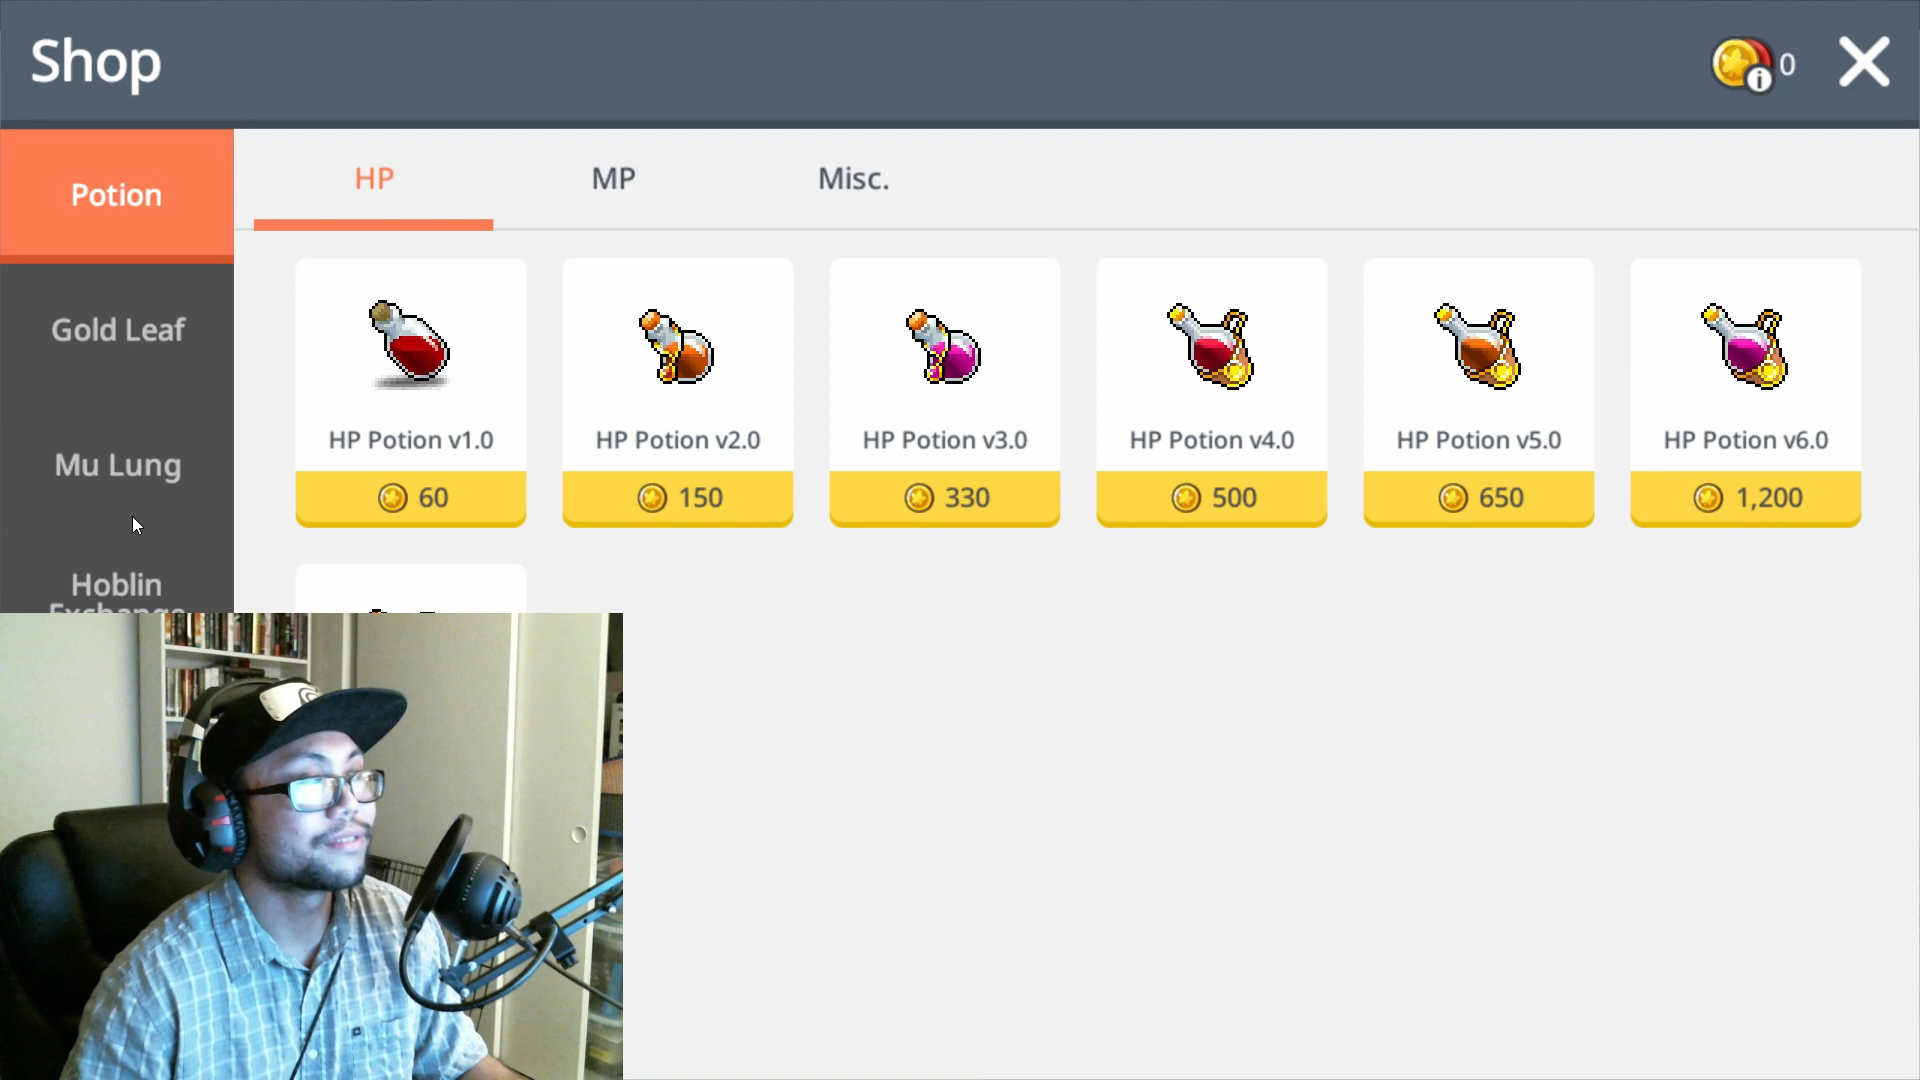 Shop
0
Potion
HP
MP
Misc.
Gold Leaf
Mu Lung
Hoblin
Exchange
HP Potion v1.0
HP Potion v2.0
HP Potion v3.0
HP Potion v4.0
HP Potion v5.0
HP Potion v6.0
60
150
330
500
650
1,200